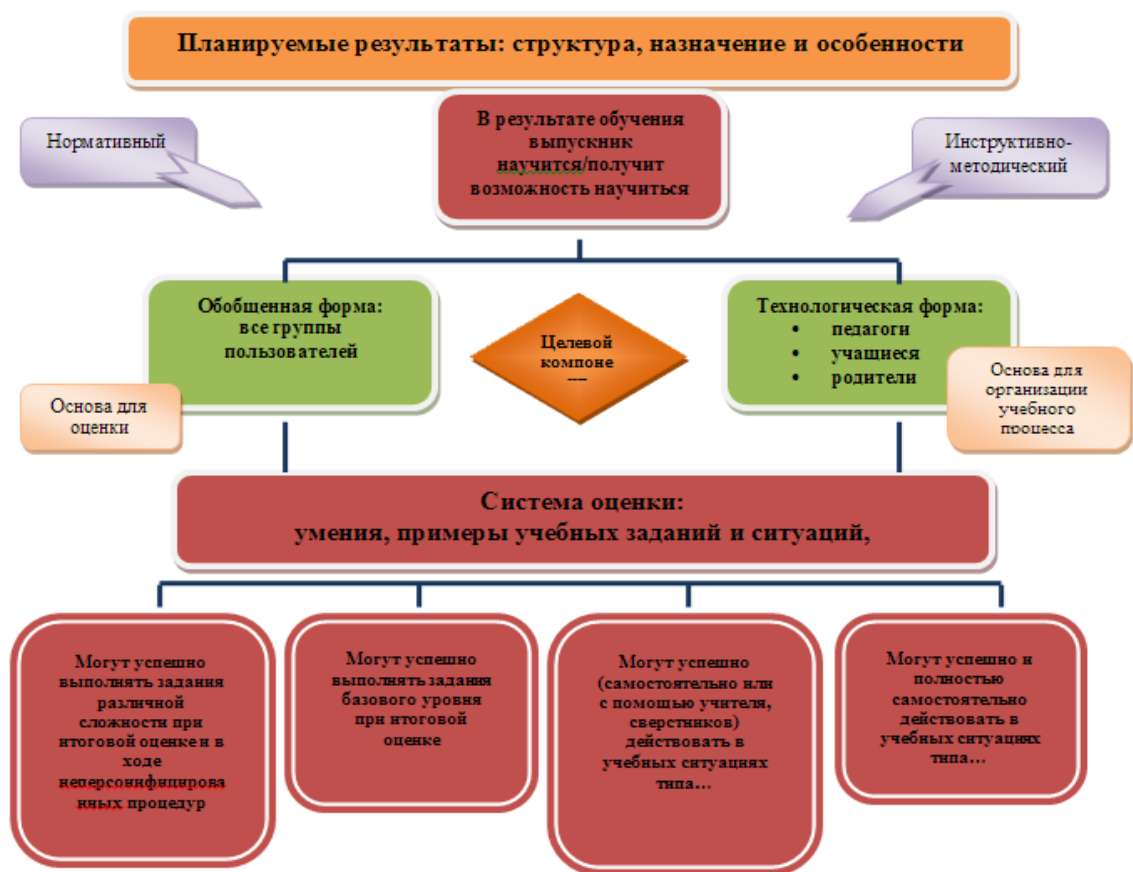 Планируемые результаты: структура, назначение и особенности
Нормативный
В результате обучения
выпускник
научится/получит
возможность научиться
Инструктивно-
методический
Обобщенная форма:
все группы
пользователей
Целевой
компоне
Технологическая форма:
• педагоги
• учащиеся
• родители
Основа для
оценки
Основа для
организации
учебного
процесса
Система оценки:
умения, примеры учебных заданий и ситуаций,
Могут успешно
выполнять задания
различной
сложности при
итоговой оценке и в
ходе
неперсонифицирова
нных процедур
Могут успешно
выполнять задания
базового уровня
при итоговой
оценке
Могут успешно
(самостоятельно или
с помощью учителя,
сверстников)
действовать в
учебных ситуациях
типа…
Могут успешно и
полностью
самостоятельно
действовать в
учебных ситуациях
типа…